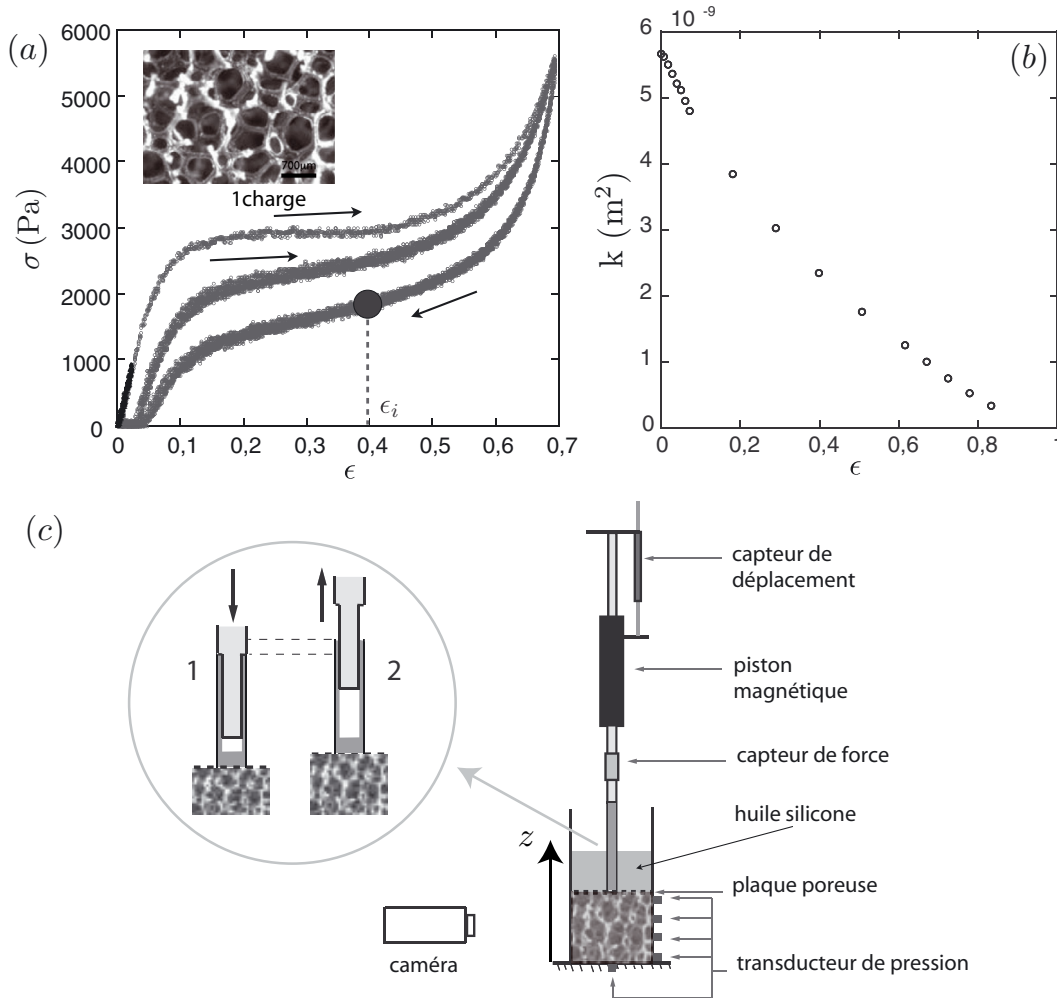 (a)
6000
5000
4000
3000
2000
1000
0
σ (Pa)
700μm
1charge
ϵi
0 0,1 0,2 0,3 0,4 0,5 0,6 0,7
ϵ
10 -9
(b)
6
5
4
3
2
1
0
k (m²)
0 0,2 0,4 0,6 0,8 1
ϵ
(c)
1
2
capteur de
déplacement
piston
magnétique
capteur de force
huile silicone
z
plaque poreuse
caméra
transducteur de pression